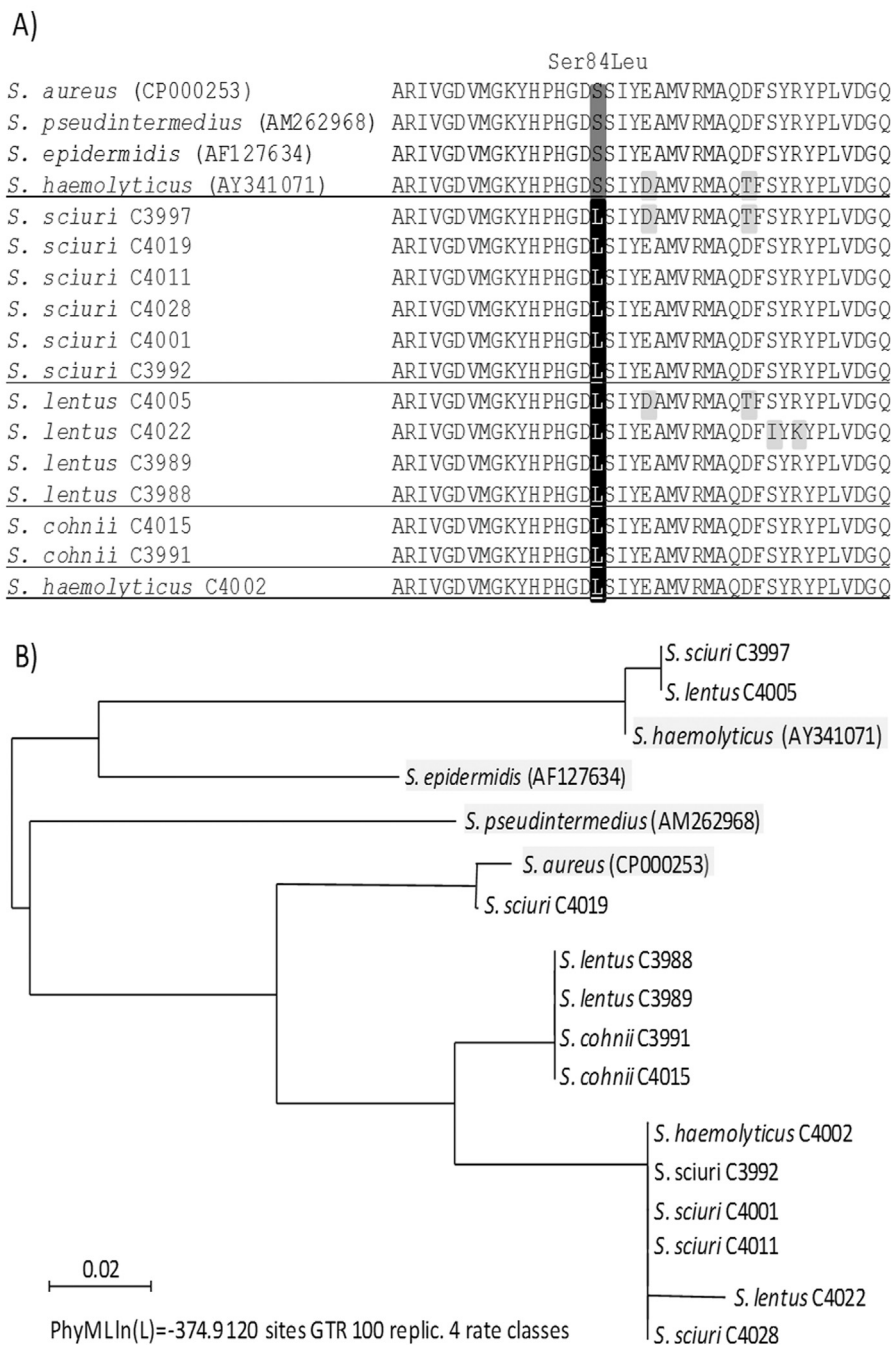 A)
Ser84Leu
S. aureus (CP000253) ARIVGDVMGKYHPHGDSSIYEAMVRMAQDFSYRYPLVDGQ
S. pseudintermedius (AM262968) ARIVGDVMGKYHPHGDSSIYEAMVRMAQDFSYRYPLVDGQ
S. epidermidis (AF127634) ARIVGDVMGKYHPHGDSSIYEAMVRMAQDFSYRYPLVDGQ
S. haemolyticus (AY341071) ARIVGDVMGKYHPHGDSSIYDAMVRMAQTFSYRYPLVDGQ
S. sciuri C3997 ARIVGDVMGKYHPHGDLSIYDAMVRMAQTFSYRYPLVDGQ
S. sciuri C4019 ARIVGDVMGKYHPHGDLSIYEAMVRMAQDFSYRYPLVDGQ
S. sciuri C4011 ARIVGDVMGKYHPHGDLSIYEAMVRMAQDFSYRYPLVDGQ
S. sciuri C4028 ARIVGDVMGKYHPHGDLSIYEAMVRMAQDFSYRYPLVDGQ
S. sciuri C4001 ARIVGDVMGKYHPHGDLSIYEAMVRMAQDFSYRYPLVDGQ
S. sciuri C3992 ARIVGDVMGKYHPHGDLSIYEAMVRMAQDFSYRYPLVDGQ
S. lentus C4005 ARIVGDVMGKYHPHGDLSIYDAMVRMAQTFSYRYPLVDGQ
S. lentus C4022 ARIVGDVMGKYHPHGDLSIYEAMVRMAQDFIYKYPLVDGQ
S. lentus C3989 ARIVGDVMGKYHPHGDLSIYEAMVRMAQDFSYRYPLVDGQ
S. lentus C3988 ARIVGDVMGKYHPHGDLSIYEAMVRMAQDFSYRYPLVDGQ
S. cohnii C4015 ARIVGDVMGKYHPHGDLSIYEAMVRMAQDFSYRYPLVDGQ
S. cohnii C3991 ARIVGDVMGKYHPHGDLSIYEAMVRMAQDFSYRYPLVDGQ
S. haemolyticus C4002 ARIVGDVMGKYHPHGDLSIYEAMVRMAQDFSYRYPLVDGQ
B)
S. sciuri C3997
S. lentus C4005
S. haemolyticus (AY341071)
S. epidermidis (AF127634)
S. pseudintermedius (AM262968)
S. aureus (CP000253)
S. sciuri C4019
S. lentus C3988
S. lentus C3989
S. cohnii C3991
S. cohnii C4015
S. haemolyticus C4002
S. sciuri C3992
S. sciuri C4001
S. sciuri C4011
S. lentus C4022
S. sciuri C4028
0.02
PhyMLln(L)=-374.9120 sites GTR 100 replic. 4 rate classes